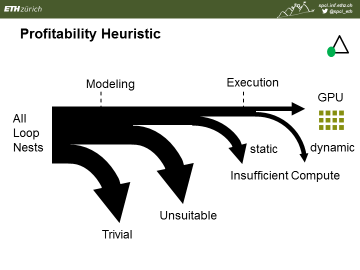 ETH zürich
spcl.inf.ethz.ch
@spcl_eth
Profitability Heuristic
Modeling
Execution
GPU
All
Loop
Nests
static
dynamic
Insufficient Compute
Unsuitable
Trivial